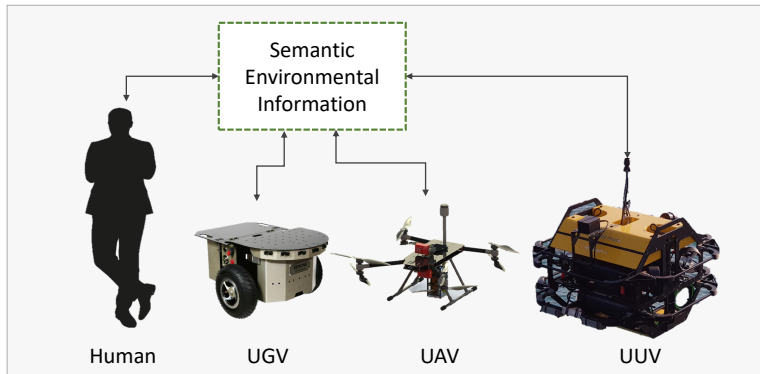 Semantic
Environmental
Information
Human
UGV
UAV
UUV